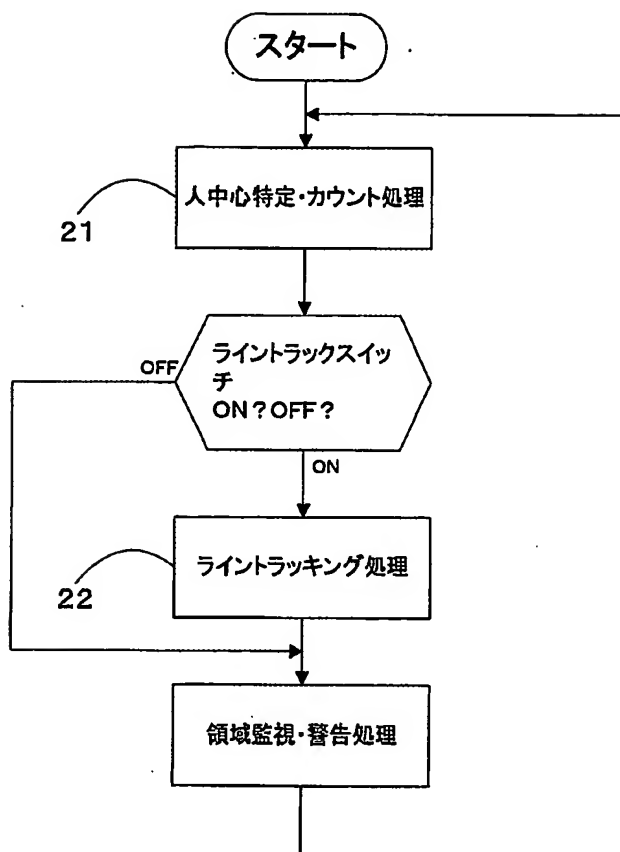 スタート
人中心特定・カウント処理
21
ライントラックスイッ
チ
ON?OFF?
OFF
ON
ライントラッキング処理
22
領域監視・警告処理